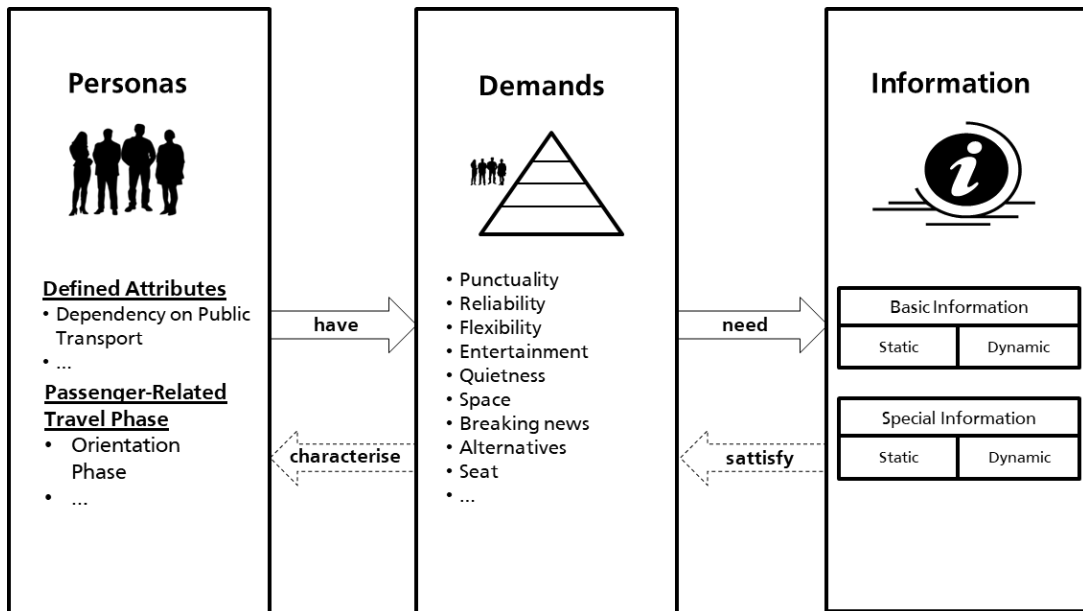 Personas
Defined Attributes
• Dependency on Public
Transport
• ...
Passenger-Related
Travel Phase
• Orientation
Phase
• ...
have
characterise
Demands
• Punctuality
• Reliability
• Flexibility
• Entertainment
• Quietness
• Space
• Breaking news
• Alternatives
• Seat
• ...
need
sattisfy
Information
i
Basic Information
Static Dynamic
Special Information
Static Dynamic